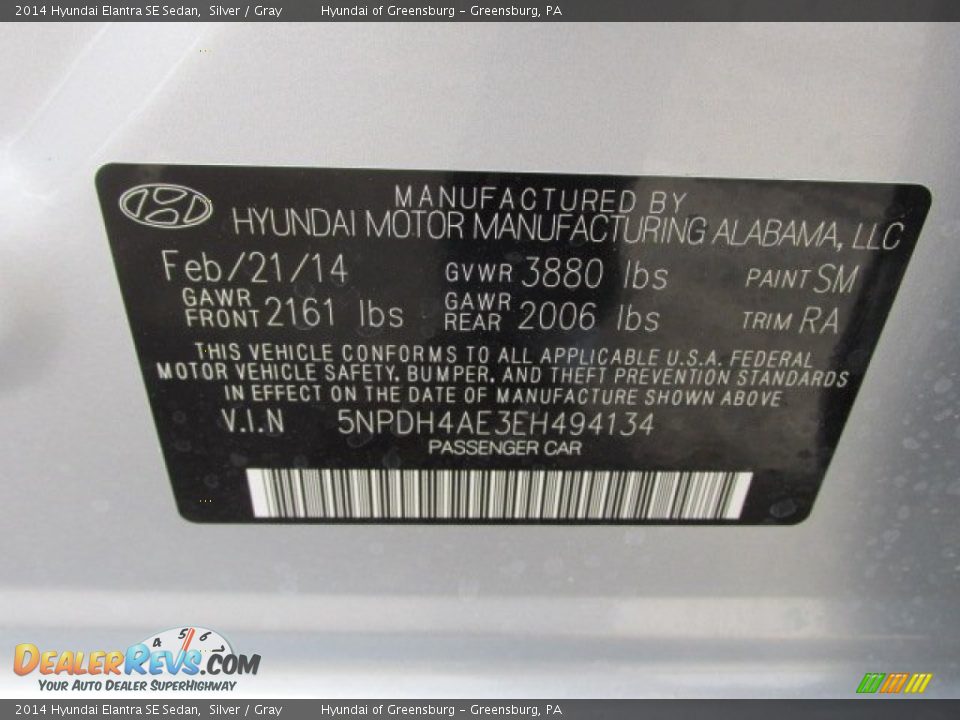 2014 Hyundai Elantra SE Sedan,  Silver / Gray        Hyundai of Greensburg - Greensburg, PA
MANUFACTURED BY
HYUNDAI MOTOR MANUFACTURING ALABAMA, LLC
Feb/21/14 GVWR 3880 lbs PAINT SM
GAWR FRONT 2161 lbs GAWR REAR 2006 lbs TRIM RA
THIS VEHICLE CONFORMS TO ALL APPLICABLE U.S.A. FEDERAL
MOTOR VEHICLE SAFETY, BUMPER, AND THEFT PREVENTION STANDARDS
IN EFFECT ON THE DATE OF MANUFACTURE SHOWN ABOVE
V.I.N 5NPDH4AE3EH494134
PASSENGER CAR
4 5 6
DEALERREVS.COM
YOUR AUTO DEALER SUPERHIGHWAY
2014 Hyundai Elantra SE Sedan,  Silver / Gray        Hyundai of Greensburg - Greensburg, PA